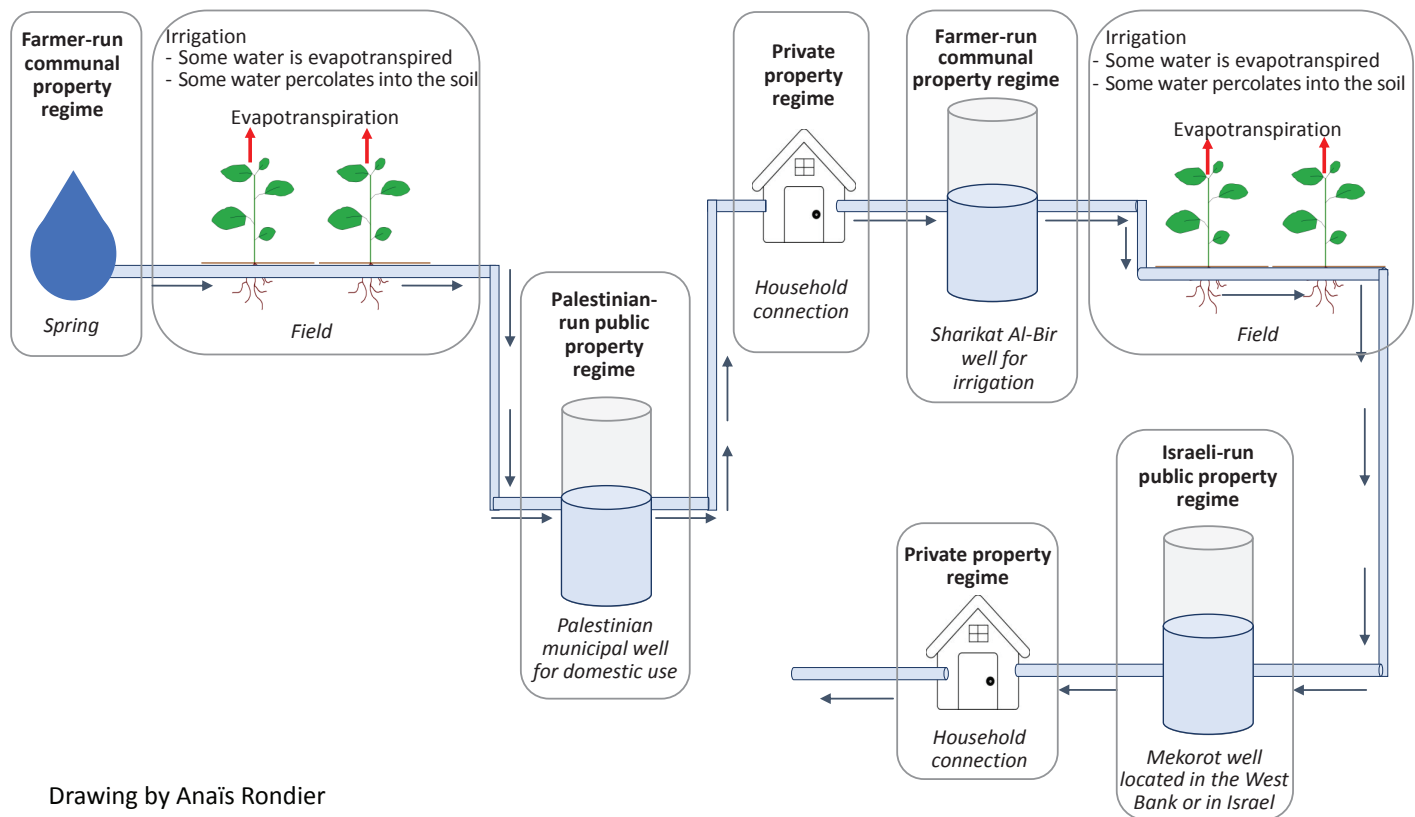 Farmer-run
communal
property
regime
Spring
Irrigation
- Some water is evapotranspired
- Some water percolates into the soil
Evapotranspiration
Field
Palestinian-
run public
property
regime
Palestinian
municipal well
for domestic use
Private
property
regime
Household
connection
Farmer-run
communal
property regime
Sharikat Al-Bir
well for
irrigation
Irrigation
- Some water is evapotranspired
- Some water percolates into the soil
Evapotranspiration
Field
Israeli-run
public property
regime
Mekorot well
located in the West
Bank or in Israel
Private property
regime
Household
connection
Drawing by Anaïs Rondier